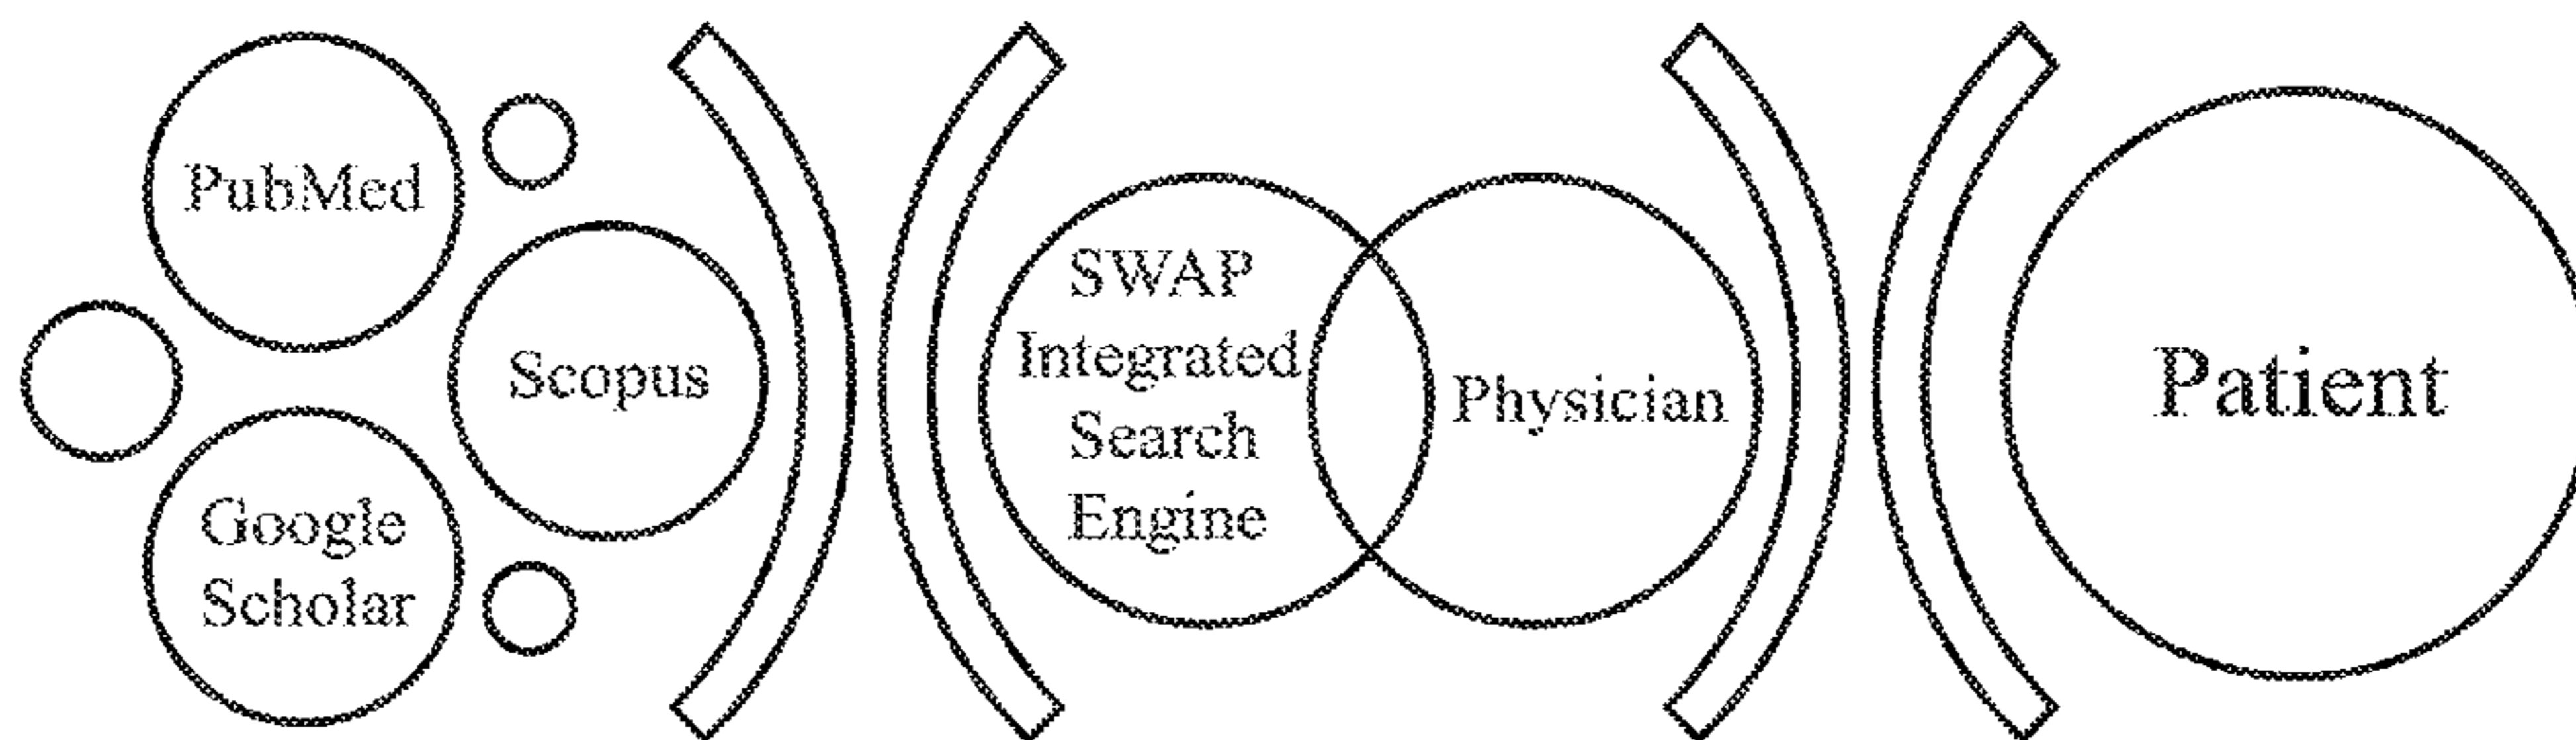 PubMed
Scopus
Google
Scholar
SWAP
Integrated
Search
Engine
Physician
Patient